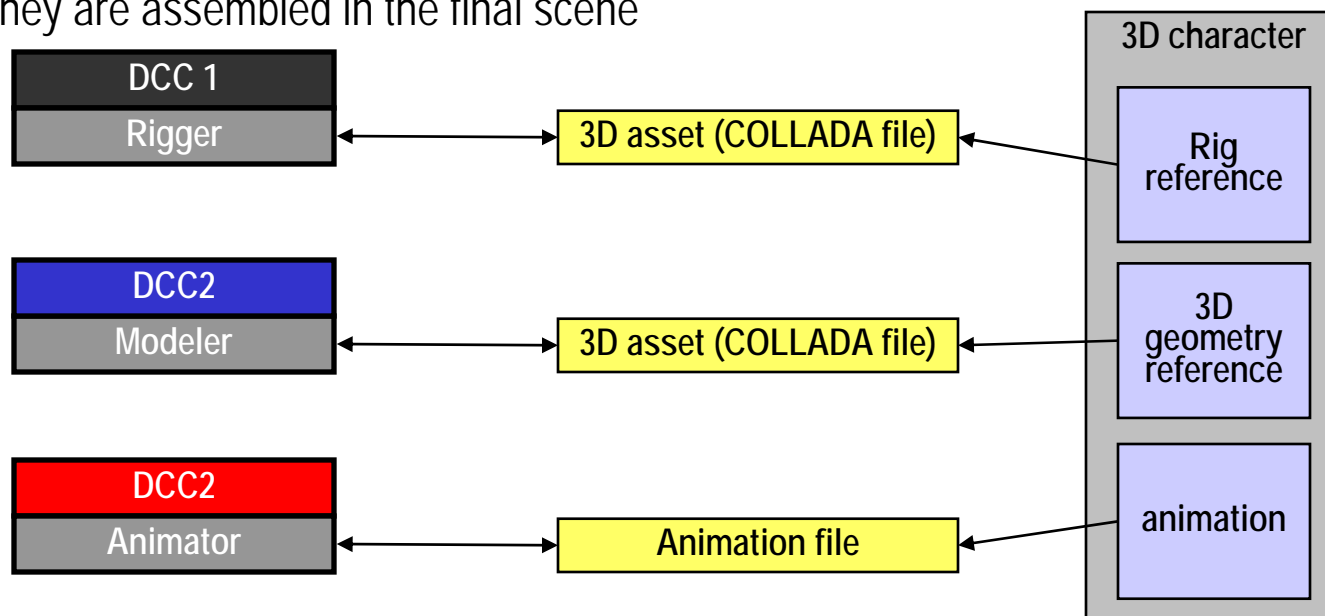 they are assembled in the final scene
3D character
DCC 1
Rigger
3D asset (COLLADA file)
Rig
reference
DCC2
Modeler
3D asset (COLLADA file)
3D
geometry
reference
DCC2
Animator
Animation file
animation